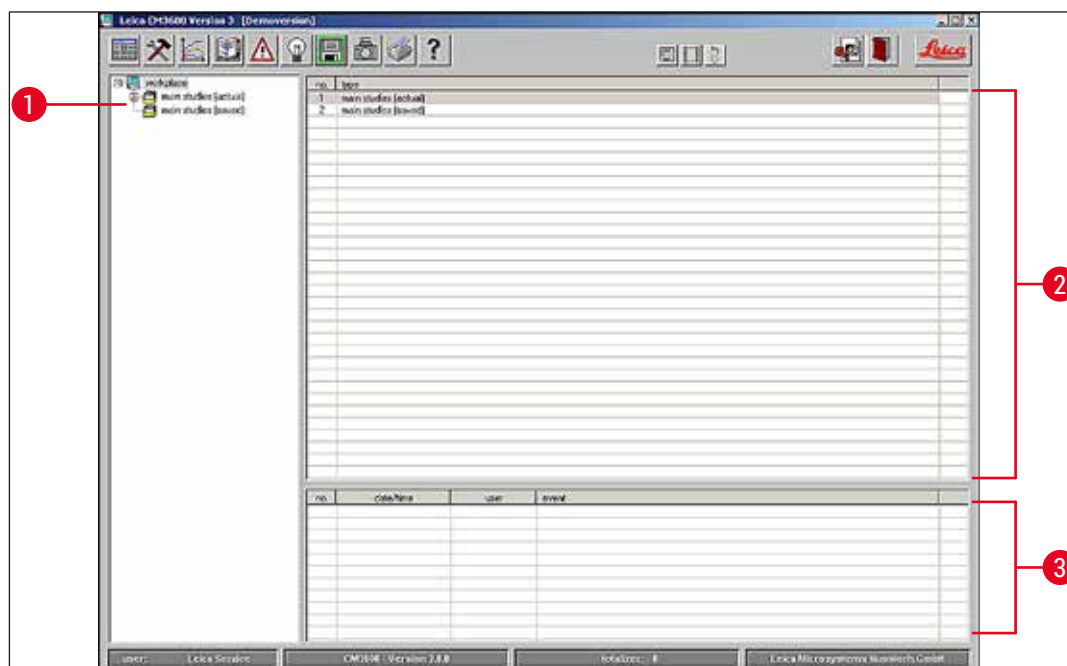 Leica CM3600 Version 3 [Demoversion]
?
Leica
workplace
main studies [actual]
main studies [saved]
no. type
1 main studies [actual]
2 main studies [saved]
no. date/time user event
user: Leica Service
CM3600 - Version 3.0.0
totalizer: 0
Leica Microsystems Nussloch GmbH
1
2
3